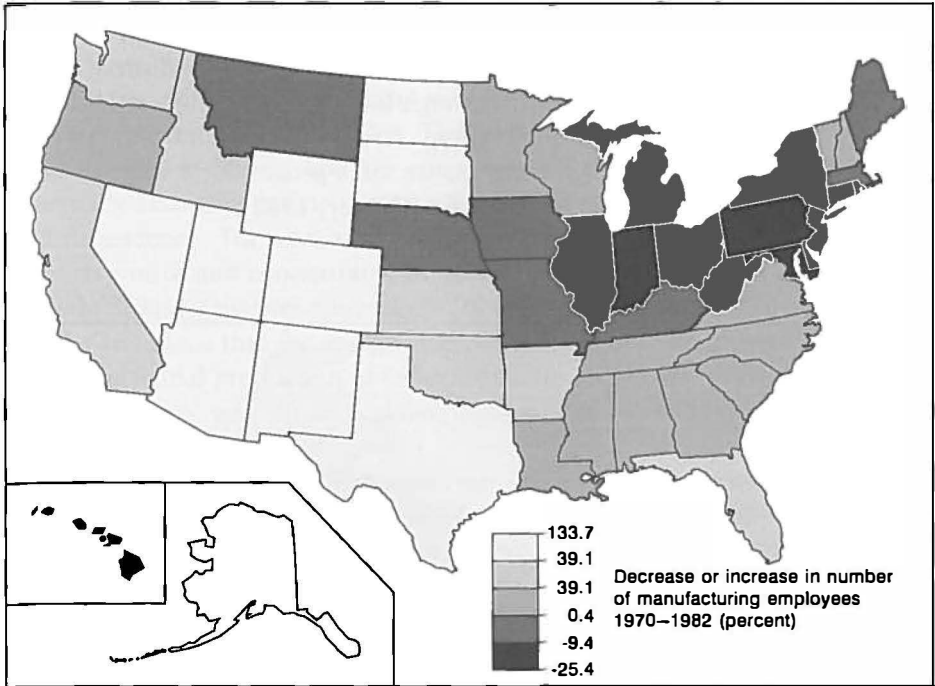 133.7
39.1
39.1
0.4
-9.4
-25.4
Decrease or increase in number
of manufacturing employees
1970–1982 (percent)